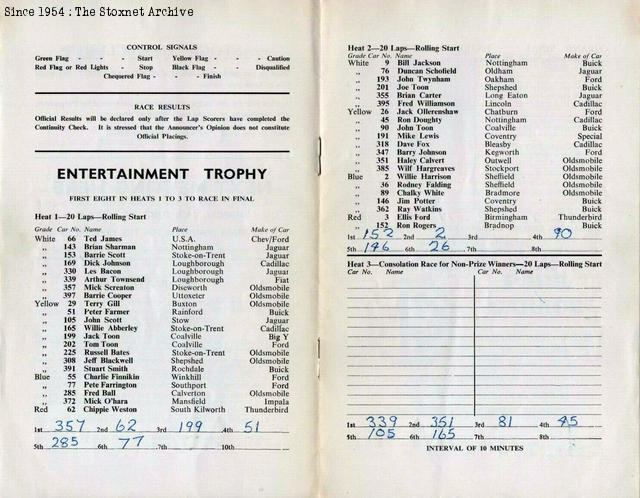 Since 1954 : The Stoxnet Archive
CONTROL SIGNALS
Green Flag - - - Start Yellow Flag - - - Caution
Red Flag or Red Lights - Stop Black Flag - - Disqualified
Chequered Flag - - - Finish
RACE RESULTS
Official Results will be declared only after the Lap Scorers have completed the
Continuity Check. It is stressed that the Announcer's Opinion does not constitute
Official Placings.
ENTERTAINMENT TROPHY
FIRST EIGHT IN HEATS 1 TO 3 TO RACE IN FINAL
Heat 1—20 Laps—Rolling Start
Grade Car No. Name Place Make of Car
White 66 Ted James U.S.A. Chev/Ford
„ 143 Brian Sharman Nottingham Jaguar
„ 153 Barrie Scott Stoke-on-Trent Jaguar
„ 269 Dick Johnson Loughborough Cadillac
„ 330 Les Bacon Loughborough Jaguar
„ 339 Arthur Townsend Loughborough Fiat
„ 357 Mick Screaton Diseworth Oldsmobile
„ 397 Barrie Cooper Uttoxeter Oldsmobile
Yellow 29 Terry Gill Buxton Oldsmobile
„ 51 Peter Farmer Rainford Buick
„ 105 John Scott Stow Jaguar
„ 165 Willie Abberley Stoke-on-Trent Cadillac
„ 199 Jack Toon Coalville Big Y
„ 202 Tom Toon Coalville Ford
„ 225 Russell Bates Stoke-on-Trent Oldsmobile
„ 308 Jeff Blackwell Shepshed Oldsmobile
„ 391 Stuart Smith Rochdale Buick
Blue 55 Charlie Finnikin Winkhill Ford
„ 77 Pete Farrington Southport Ford
„ 285 Fred Ball Calverton Oldsmobile
„ 372 Mick O'hara Mansfield Impala
Red 62 Chippie Weston South Kilworth Thunderbird
1st 357 2nd 62 3rd 199 4th 51
5th 285 6th 77 7th 10th
Heat 2—20 Laps—Rolling Start
Grade Car No. Name Place Make of Car
White 9 Bill Jackson Nottingham Buick
„ 76 Duncan Schofield Oldham Jaguar
„ 193 John Twynham Oakham Ford
„ 201 Joe Toon Shepshed Buick
„ 355 Brian Carter Long Eaton Jaguar
„ 395 Fred Williamson Lincoln Cadillac
Yellow 26 Jack Ollerenshaw Chatburn Ford
„ 45 Ron Doughty Nottingham Cadillac
„ 90 John Toon Coalville Buick
„ 191 Mike Lewis Coventry Special
„ 318 Dave Fox Bleasby Cadillac
„ 347 Barry Johnson Kegworth Ford
„ 351 Haley Calvert Outwell Oldsmobile
„ 385 Wilf Hargreaves Stockport Oldsmobile
Blue 2 Willie Harrison Sheffield Oldsmobile
„ 36 Rodney Falding Sheffield Oldsmobile
„ 89 Chalky White Bradmore Oldsmobile
„ 146 Jim Potter Coventry Buick
„ 362 Ray Watkins Shepshed Buick
Red 3 Ellis Ford Birmingham Thunderbird
„ 152 Ron Rogers Bradnop Buick
1st 152 2nd 2 3rd 4th 90
5th 146 6th 26 7th 8th
Heat 3—Consolation Race for Non-Prize Winners—20 Laps—Rolling Start
Car No. Name Car No. Name
1st 339 2nd 351 3rd 81 4th 45
5th 105 6th 165 7th 8th
INTERVAL OF 10 MINUTES